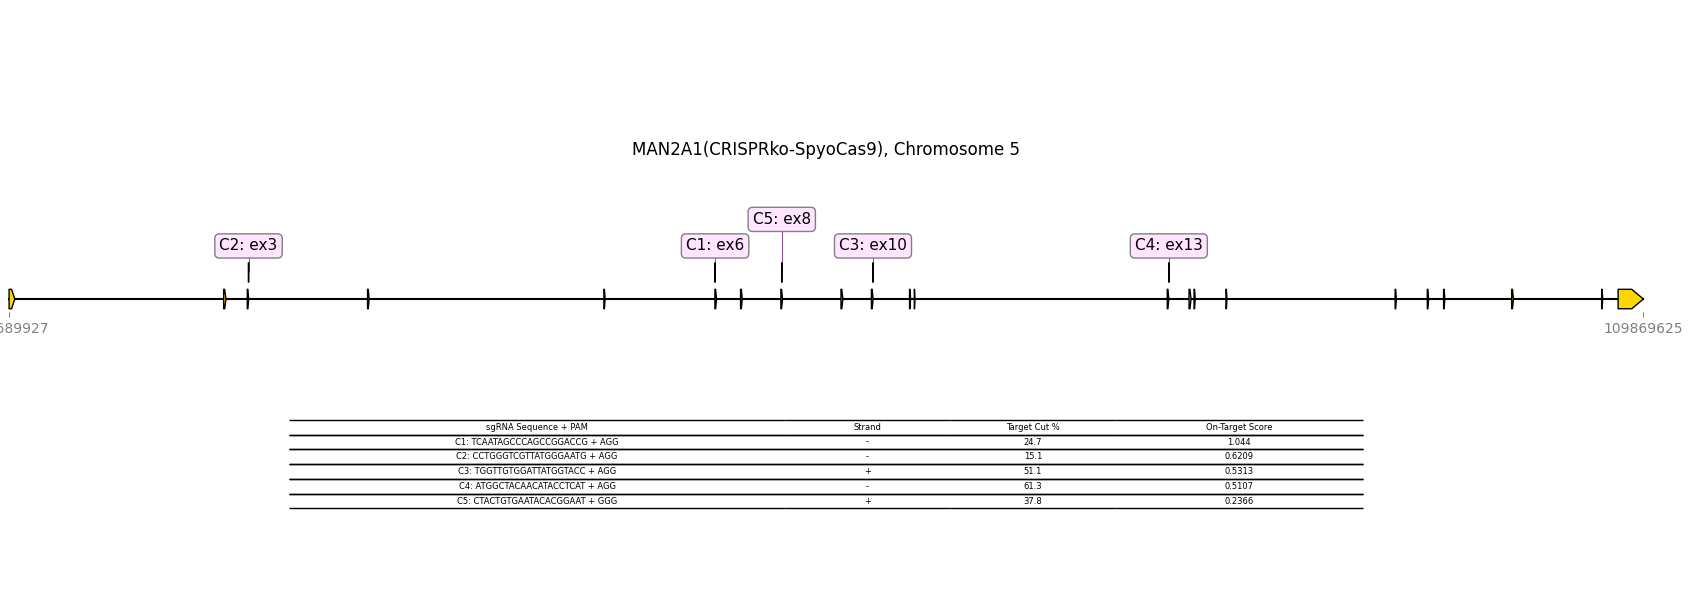 MAN2A1(CRISPRko-SpyoCas9), Chromosome 5
C5: ex8
C2: ex3 C1: ex6 C3: ex10 C4: ex13
589927 109869625
sgRNA Sequence + PAM Strand Target Cut % On-Target Score
C1: TCAATAGCCCAGCCGGACCG + AGG - 24.7 1.044
C2: CCTGGGTCGTTATGGGAATG + AGG - 15.1 0.6209
C3: TGGTTGTGGATTATGGTACC + AGG + 51.1 0.5313
C4: ATGGCTACAACATACCTCAT + AGG - 61.3 0.5107
C5: CTACTGTGAATACACGGAAT + GGG + 37.8 0.2366